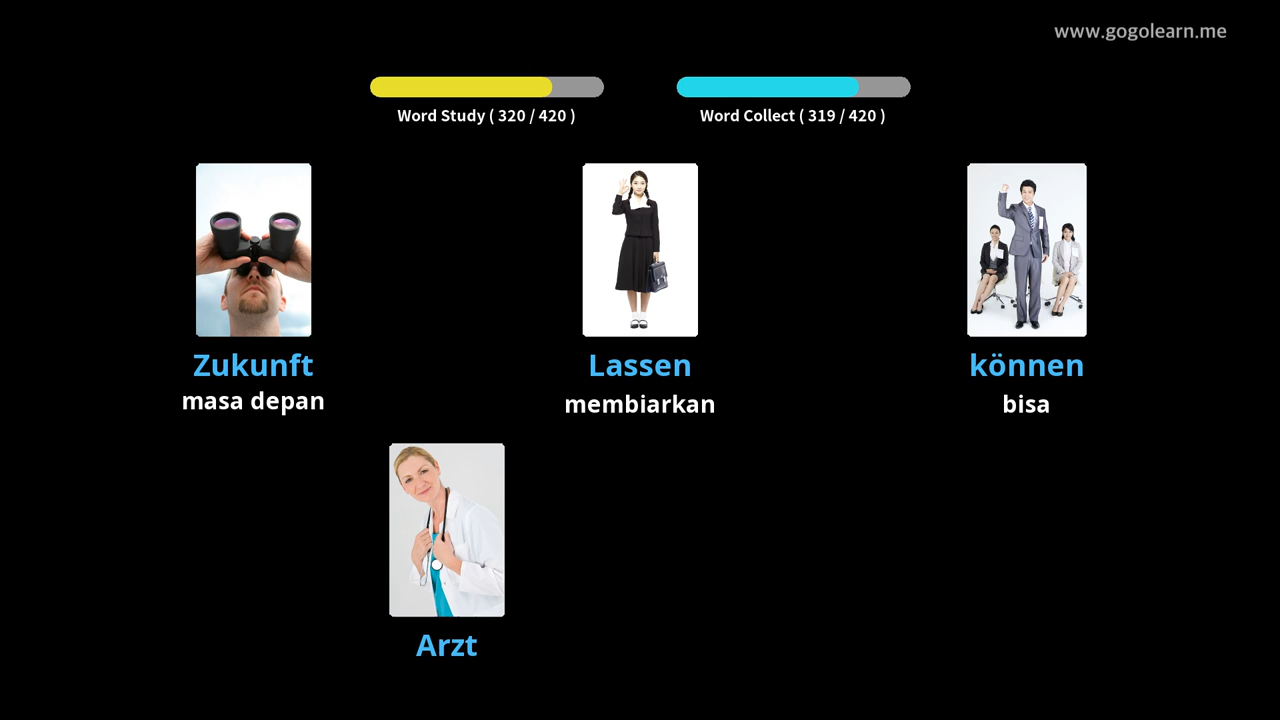 www.gogolearn.me
Word Study ( 320 / 420 )
Word Collect ( 319 / 420 )
Zukunft
masa depan
Lassen
membiarkan
können
bisa
Arzt